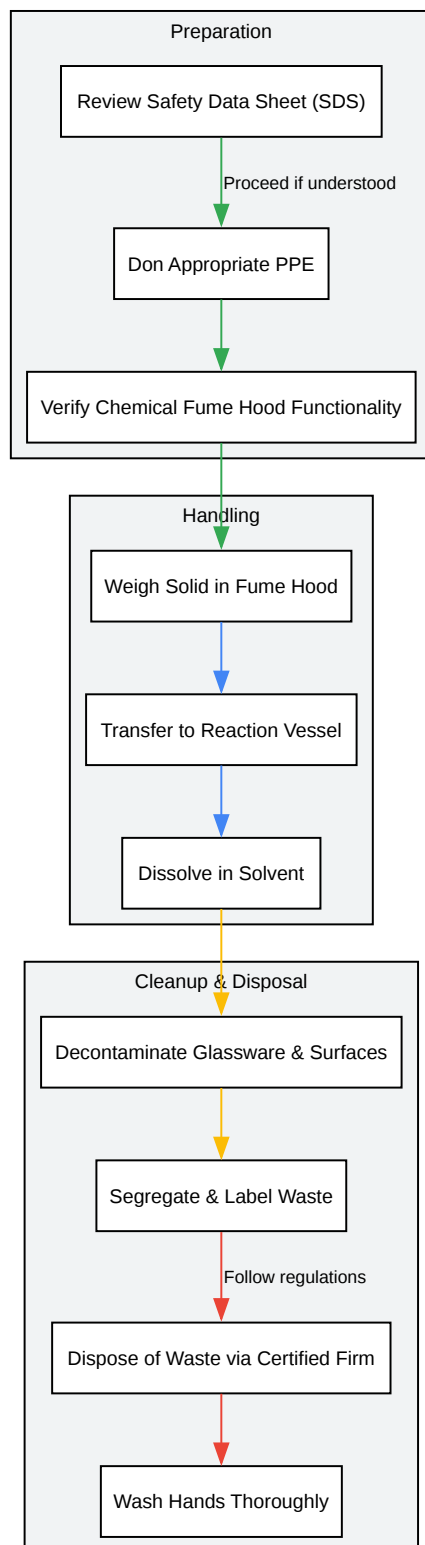 Preparation
Review Safety Data Sheet (SDS)
Proceed if understood
Don Appropriate PPE
Verify Chemical Fume Hood Functionality
Handling
Weigh Solid in Fume Hood
Transfer to Reaction Vessel
Dissolve in Solvent
Cleanup & Disposal
Decontaminate Glassware & Surfaces
Segregate & Label Waste
Follow regulations
Dispose of Waste via Certified Firm
Wash Hands Thoroughly